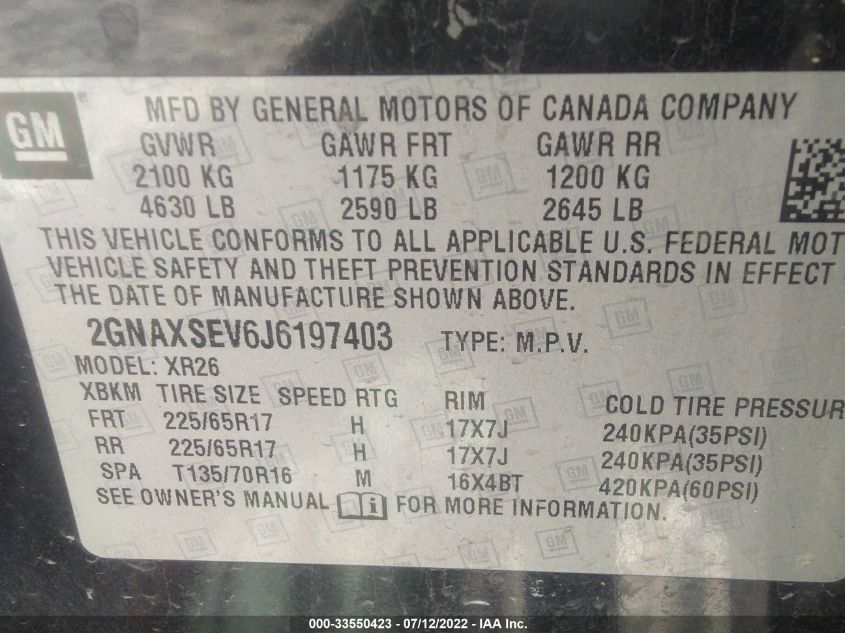 GM
MFD BY GENERAL MOTORS OF CANADA COMPANY
GVWR GAWR FRT GAWR RR
2100 KG 1175 KG 1200 KG
4630 LB 2590 LB 2645 LB
THIS VEHICLE CONFORMS TO ALL APPLICABLE U.S. FEDERAL MOT
VEHICLE SAFETY AND THEFT PREVENTION STANDARDS IN EFFECT
THE DATE OF MANUFACTURE SHOWN ABOVE.
2GNAXSEV6J6197403 TYPE: M.P.V.
MODEL: XR26
XBKM TIRE SIZE SPEED RTG RIM COLD TIRE PRESSUR
FRT 225/65R17 H 17X7J 240KPA(35PSI)
RR 225/65R17 H 17X7J 240KPA(35PSI)
SPA T135/70R16 M 16X4BT 420KPA(60PSI)
SEE OWNER'S MANUAL i FOR MORE INFORMATION.
000-33550423 - 07/12/2022 - IAA Inc.